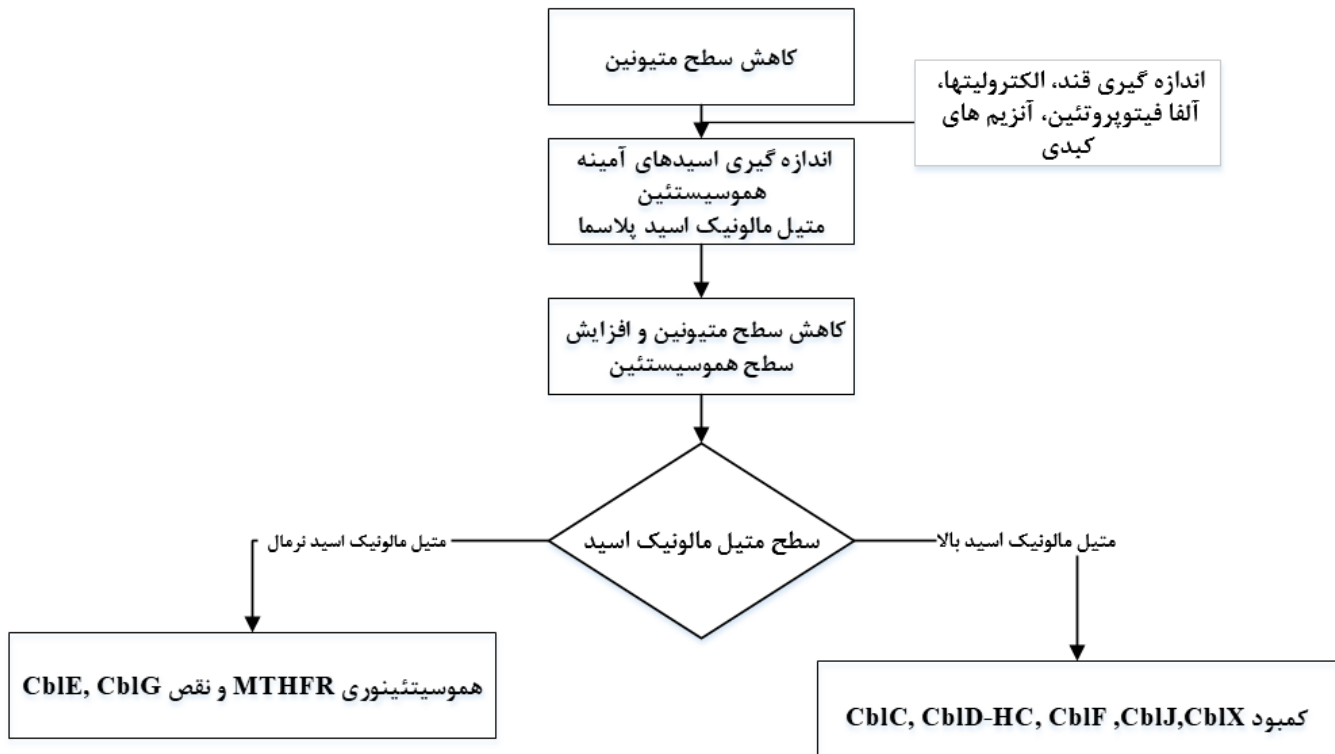 کاهش سطح متیونین
اندازه گیری قند، الکترولیتها،
آلفا فیتوپروتئین، آنزیم های
کبدی
اندازه گیری اسیدهای آمینه
هموسیستئین
متیل مالونیک اسید پلاسما
کاهش سطح متیونین و افزایش
سطح هموسیستئین
سطح متیل مالونیک اسید
متیل مالونیک اسید بالا
متیل مالونیک اسید نرمال
کمبود CblC, CblD-HC, CblF ,CblJ,CblX
هموسیتئینوری MTHFR و نقص CblE, CblG